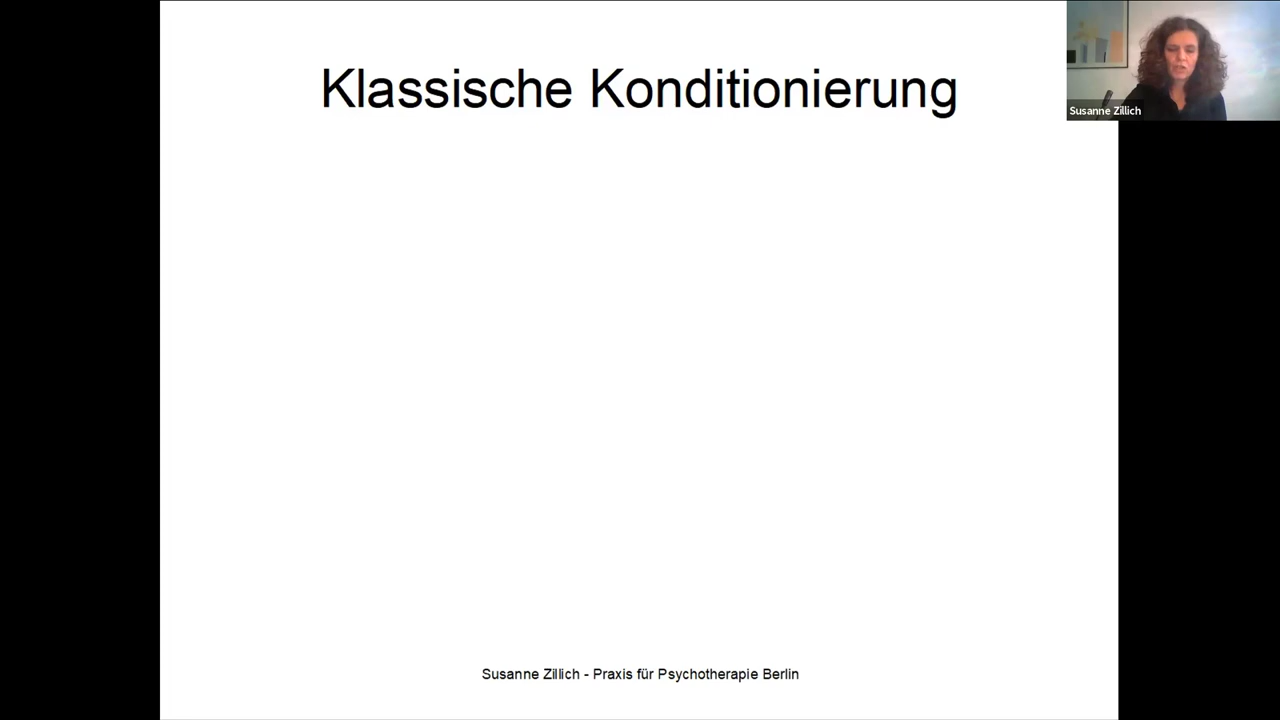 Klassische Konditionierung
Susanne Zillich
Susanne Zillich - Praxis für Psychotherapie Berlin